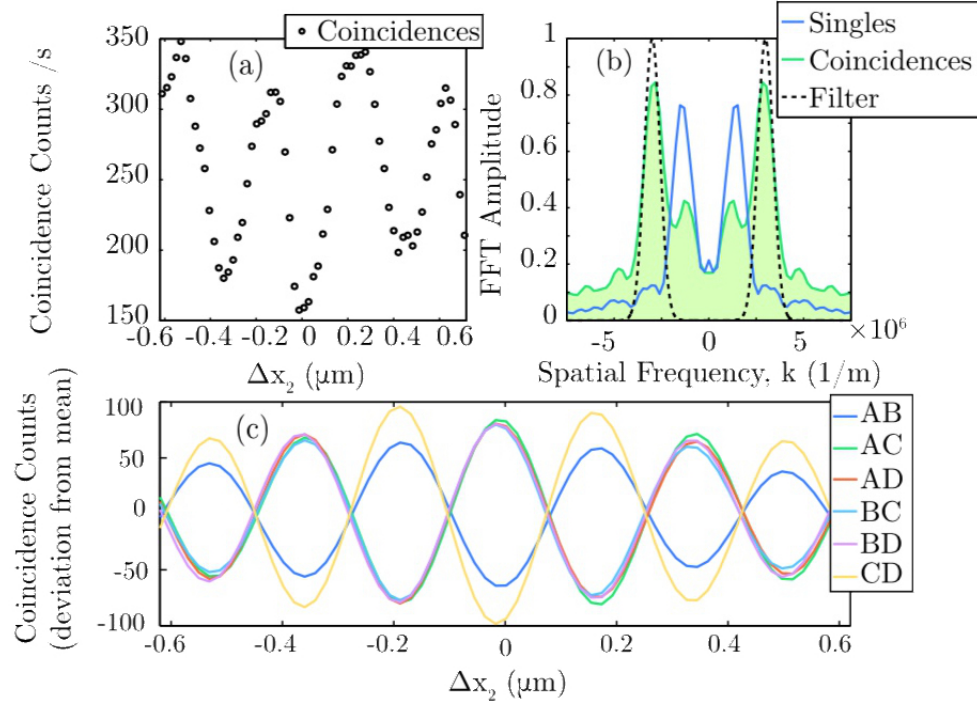 Coincidence Counts /s
350
300
250
200
150
(a)
Coincidences
-0.6
-0.4
-0.2
0
0.2
0.4
0.6
Δx₂ (μm)
FFT Amplitude
1
0.8
0.6
0.4
0.2
0
(b)
Singles
Coincidences
Filter
-5
0
5
×10⁶
Spatial Frequency, k (1/m)
Coincidence Counts
(deviation from mean)
100
50
0
-50
-100
(c)
AB
AC
AD
BC
BD
CD
-0.6
-0.4
-0.2
0
0.2
0.4
0.6
Δx₂ (μm)